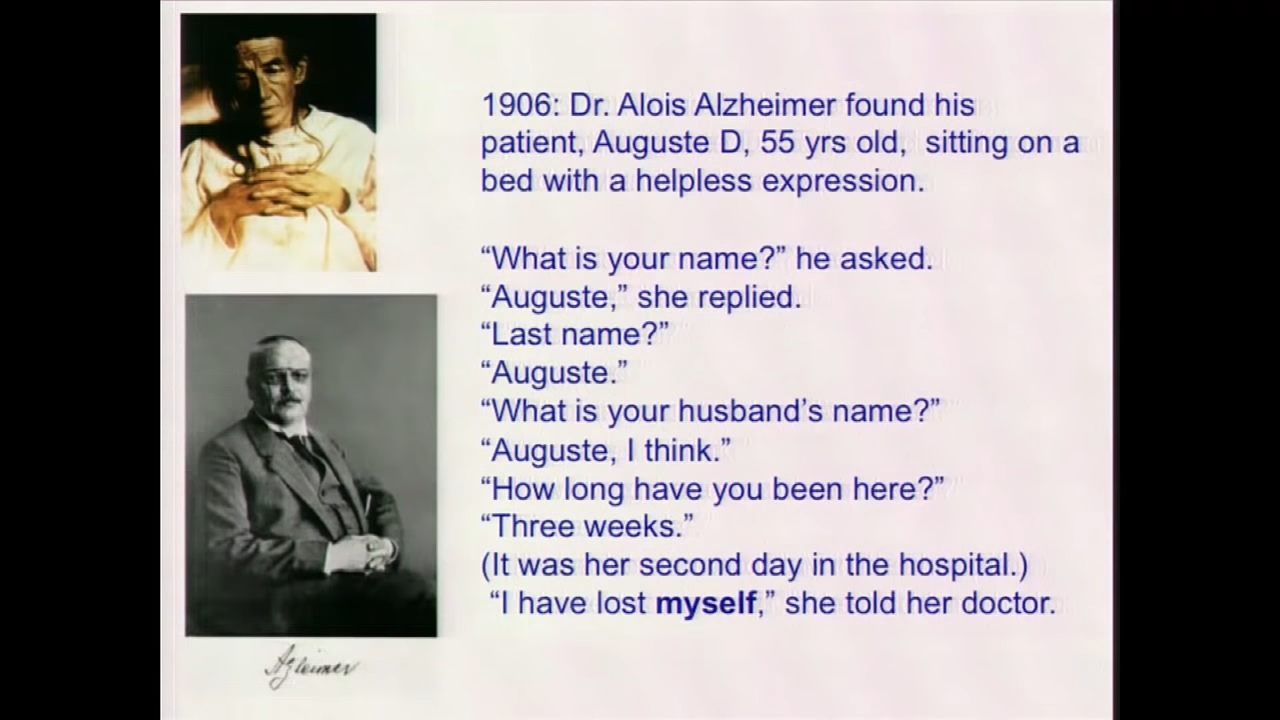 1906: Dr. Alois Alzheimer found his
patient, Auguste D, 55 yrs old,  sitting on a
bed with a helpless expression.
“What is your name?” he asked.
“Auguste,” she replied.
“Last name?”
“Auguste.”
“What is your husband’s name?”
“Auguste, I think.”
“How long have you been here?”
“Three weeks.”
(It was her second day in the hospital.)
“I have lost myself,” she told her doctor.